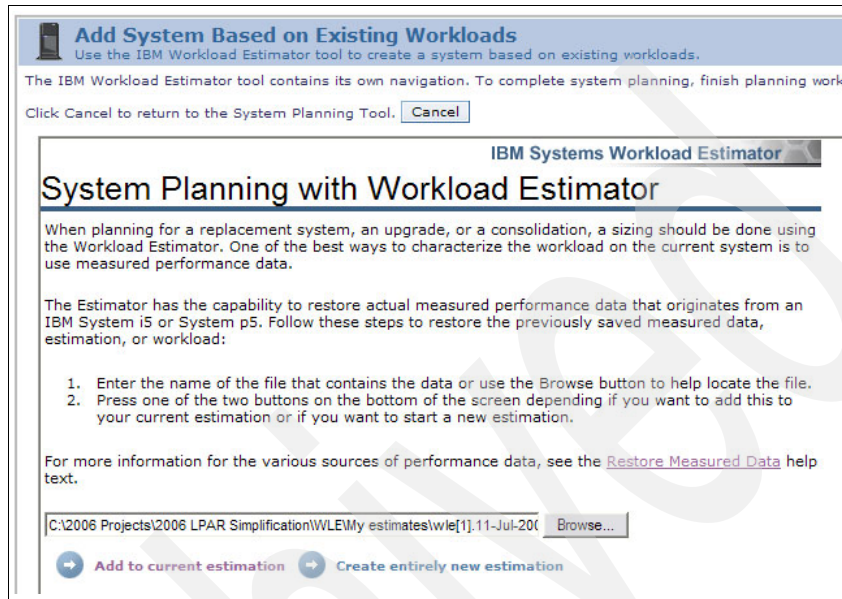 Add System Based on Existing Workloads
Use the IBM Workload Estimator tool to create a system based on existing workloads.
The IBM Workload Estimator tool contains its own navigation. To complete system planning, finish planning work
Click Cancel to return to the System Planning Tool. Cancel
IBM Systems Workload Estimator
System Planning with Workload Estimator
When planning for a replacement system, an upgrade, or a consolidation, a sizing should be done using
the Workload Estimator. One of the best ways to characterize the workload on the current system is to
use measured performance data.
The Estimator has the capability to restore actual measured performance data that originates from an
IBM System i5 or System p5. Follow these steps to restore the previously saved measured data,
estimation, or workload:
1. Enter the name of the file that contains the data or use the Browse button to help locate the file.
2. Press one of the two buttons on the bottom of the screen depending if you want to add this to
your current estimation or if you want to start a new estimation.
For more information for the various sources of performance data, see the Restore Measured Data help
text.
C:\2006 Projects\2006 LPAR Simplification\WLE\My estimates\wle[1].11-Jul-200 Browse...
Add to current estimation Create entirely new estimation